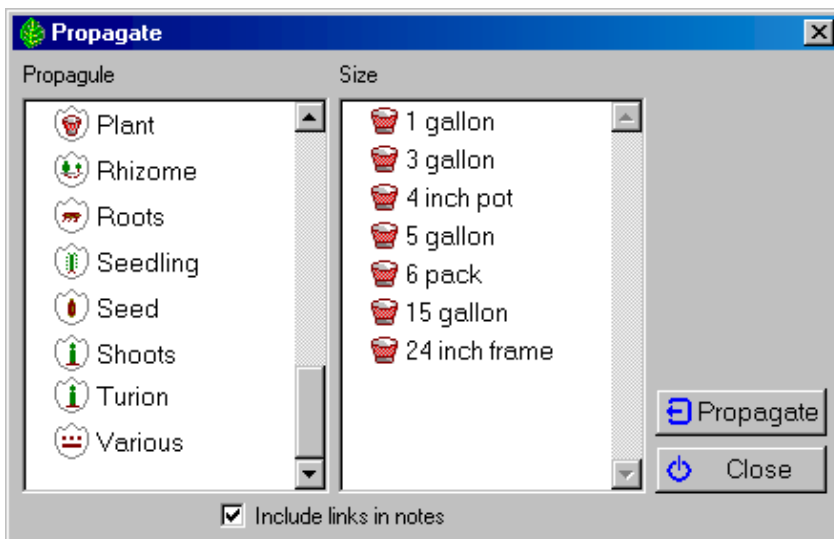 Propagate
Propagule
Size
Plant
Rhizome
Roots
Seedling
Seed
Shoots
Turion
Various
1 gallon
3 gallon
4 inch pot
5 gallon
6 pack
15 gallon
24 inch frame
Propagate
Close
Include links in notes